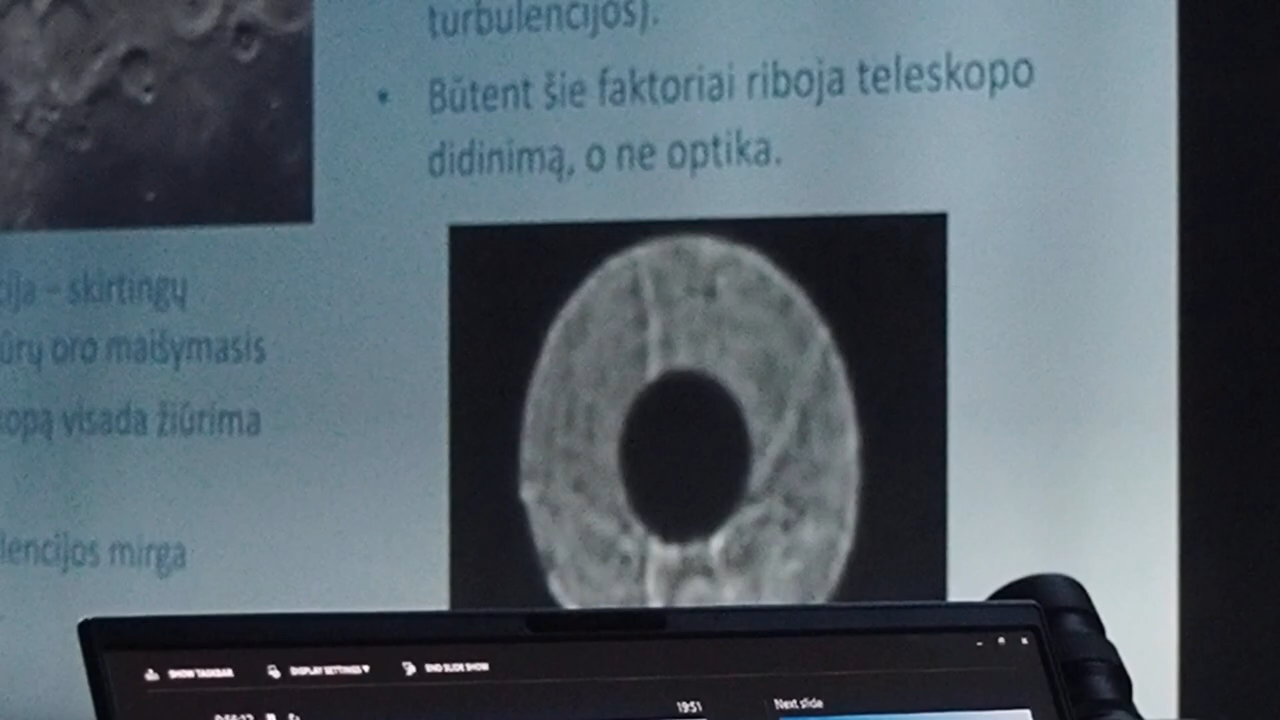 turbulencijos).
• Būtent šie faktoriai riboja teleskopo
didinimą, o ne optika.
cija – skirtingų
ūrų oro maišymasis
kopą visada žiūrima
lencijos mirga
SHOW TASKBAR DISPLAY SETTINGS ▾ END SLIDE SHOW
19:51 Next slide